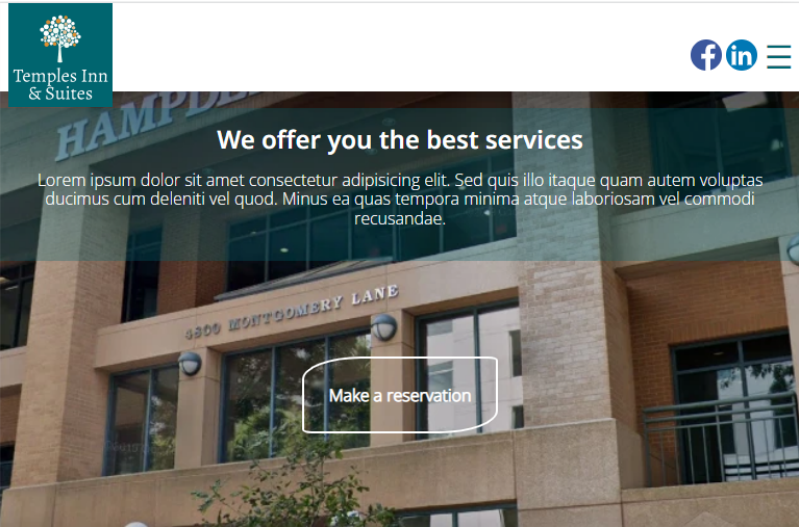 Temples Inn
& Suites
We offer you the best services
Lorem ipsum dolor sit amet consectetur adipisicing elit. Sed quis illo itaque quam autem voluptas
ducimus cum deleniti vel quod. Minus ea quas tempora minima atque laboriosam vel commodi
recusandae.
4800 MONTGOMERY LANE
Make a reservation